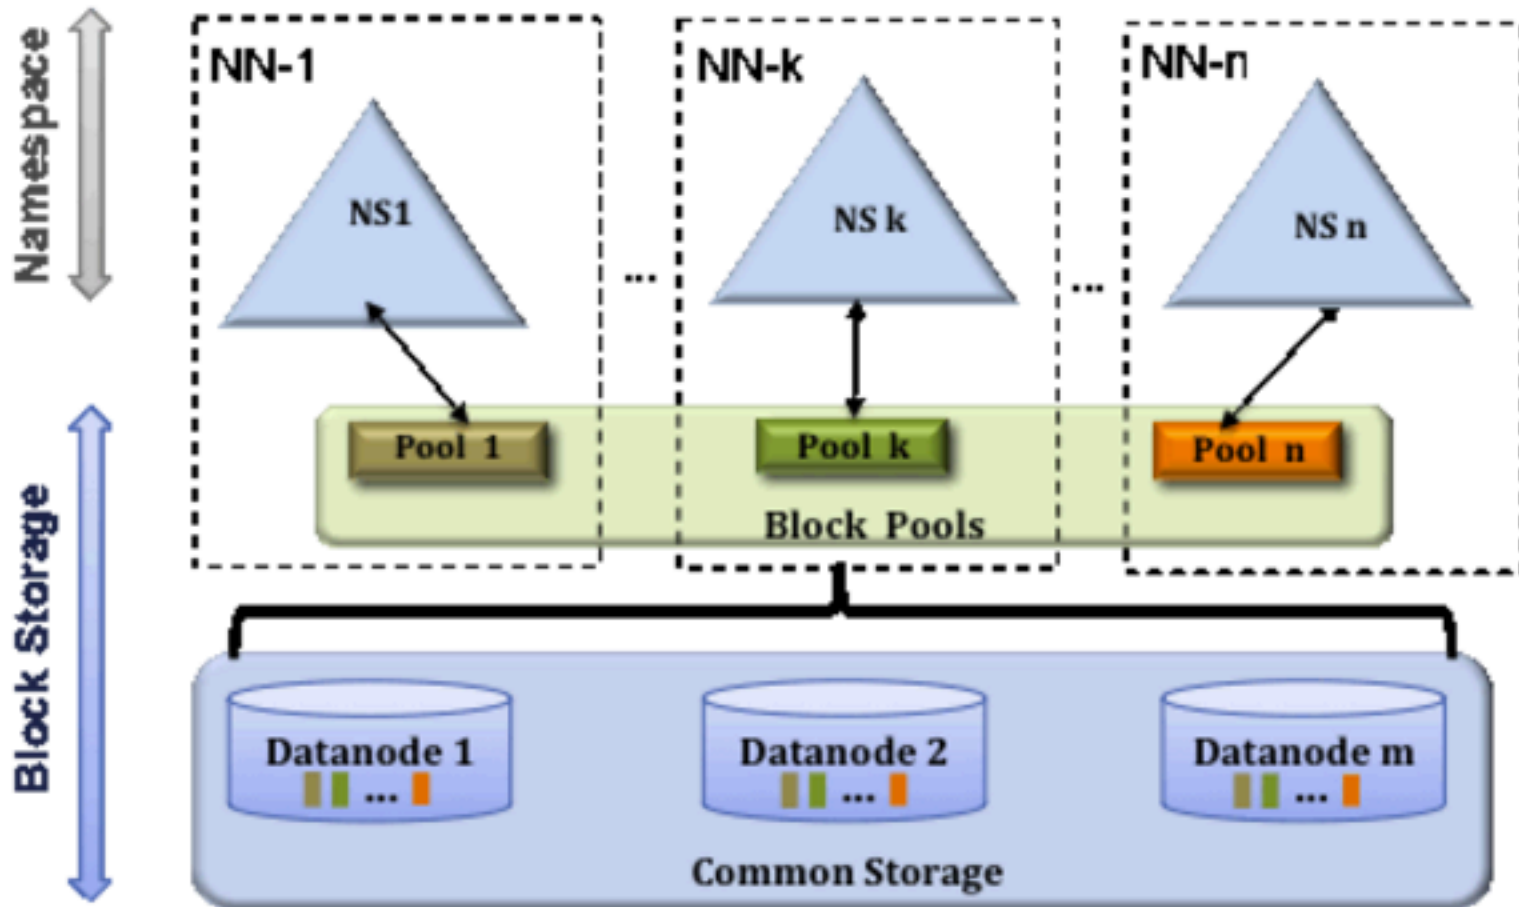 Namespace
NN-1
NN-k
NN-n
NS1
NS k
NS n
...
...
Block Storage
Pool 1
Pool k
Pool n
Block Pools
Datanode 1
...
Datanode 2
...
Datanode m
...
Common Storage